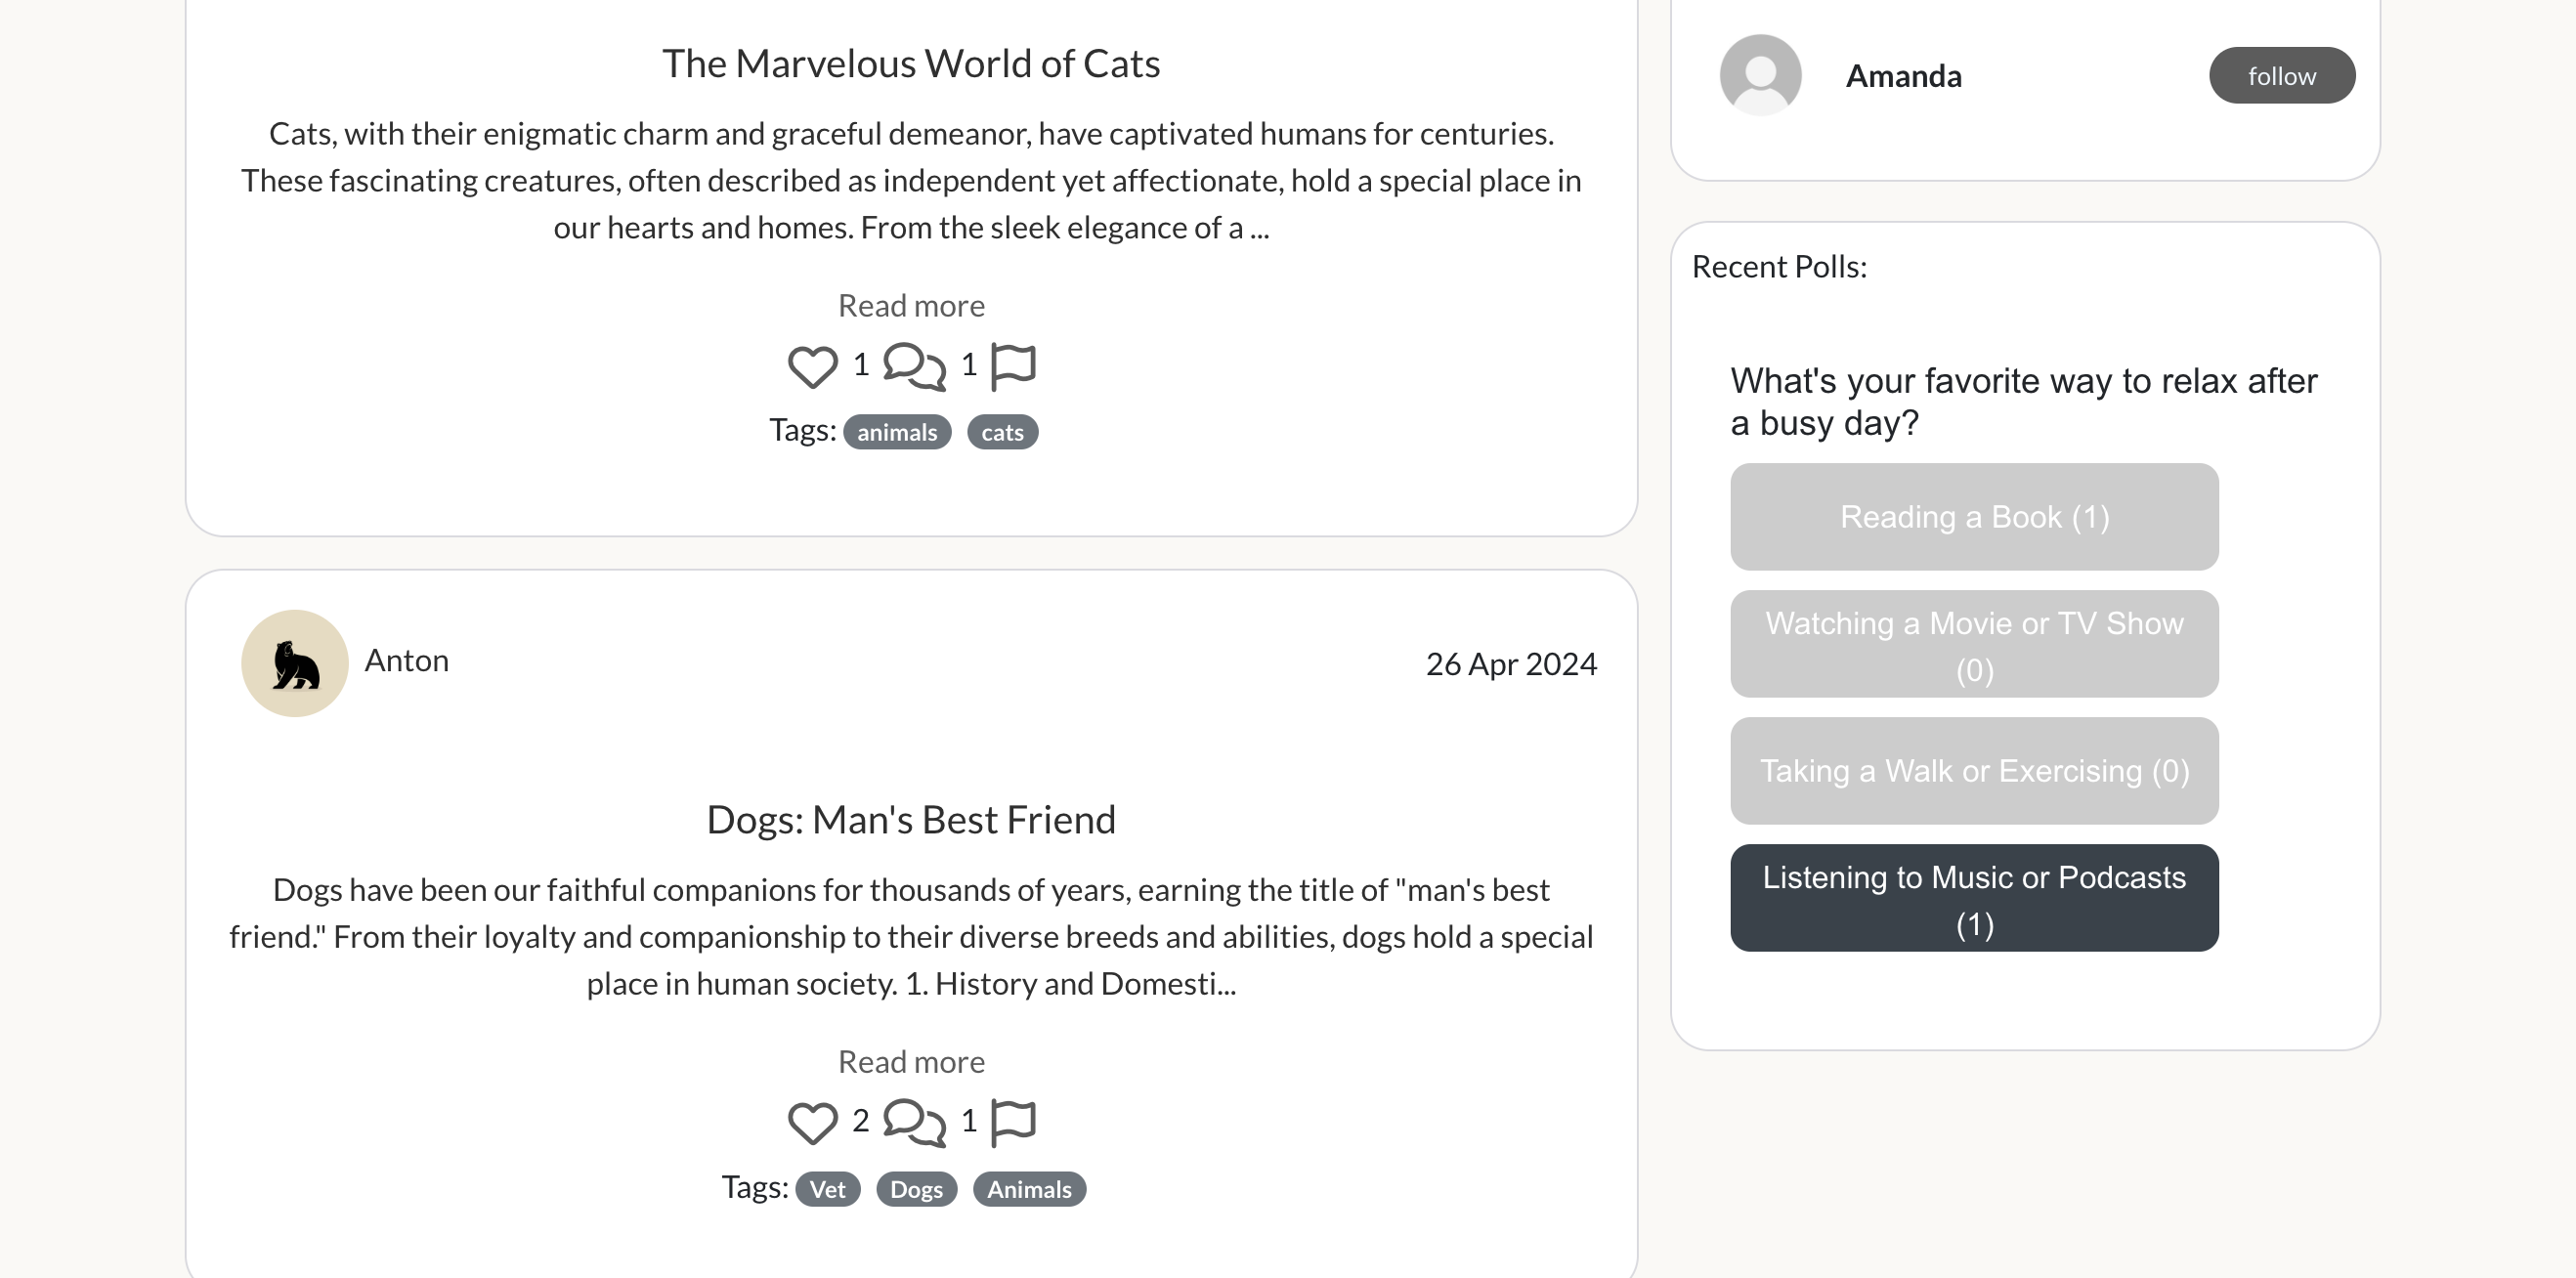 The Marvelous World of Cats
Cats, with their enigmatic charm and graceful demeanor, have captivated humans for centuries.
These fascinating creatures, often described as independent yet affectionate, hold a special place in
our hearts and homes. From the sleek elegance of a ...
Read more
1 1
Tags: animals cats
Anton
26 Apr 2024
Dogs: Man's Best Friend
Dogs have been our faithful companions for thousands of years, earning the title of "man's best
friend." From their loyalty and companionship to their diverse breeds and abilities, dogs hold a special
place in human society. 1. History and Domesti...
Read more
2 1
Tags: Vet Dogs Animals
Amanda
follow
Recent Polls:
What's your favorite way to relax after
a busy day?
Reading a Book (1)
Watching a Movie or TV Show
(0)
Taking a Walk or Exercising (0)
Listening to Music or Podcasts
(1)